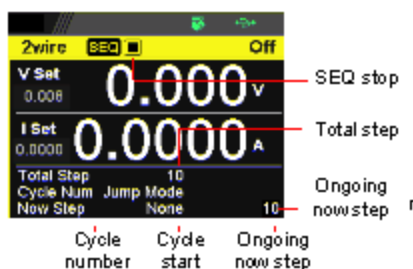 2wire SEQ Off
V Set
0.006
0.000 V
I Set
0.0000
0.0000 A
Total Step 10
Cycle Num Jump Mode
Now Step None 10
SEQ stop
Total step
Ongoing
now step
Cycle
number
Cycle
start
Ongoing
now step